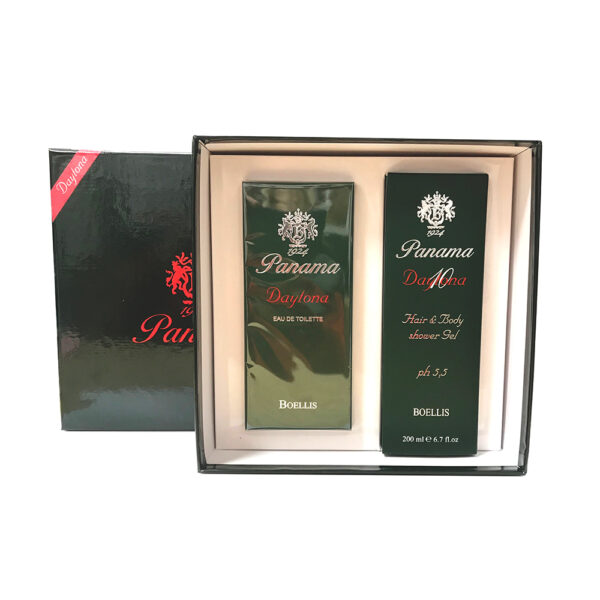 Daytona
Panama
1924
Panama
Daytona
EAU DE TOILETTE
BOELLIS
1924
Panama
Daytona
10
Hair & Body
shower Gel
ph 5,5
BOELLIS
200 ml e 6.7 fl.oz